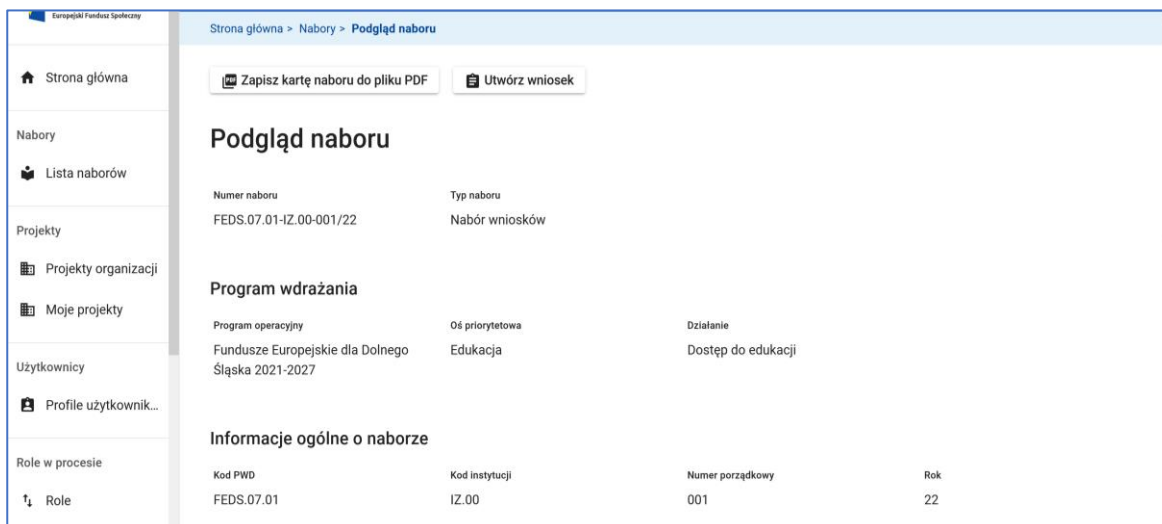 Europejski Fundusz Społeczny
Strona główna
Nabory
Lista naborów
Projekty
Projekty organizacji
Moje projekty
Użytkownicy
Profile użytkownik...
Role w procesie
Role
Strona główna > Nabory > Podgląd naboru
PDF Zapisz kartę naboru do pliku PDF
Utwórz wniosek
Podgląd naboru
Numer naboru Typ naboru
FEDS.07.01-IZ.00-001/22 Nabór wniosków
Program wdrażania
Program operacyjny Oś priorytetowa Działanie
Fundusze Europejskie dla Dolnego Edukacja Dostęp do edukacji
Śląska 2021-2027
Informacje ogólne o naborze
Kod PWD Kod instytucji Numer porządkowy Rok
FEDS.07.01 IZ.00 001 22